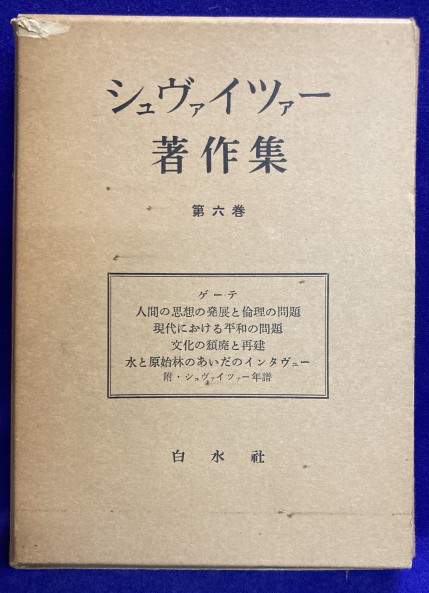 シュヴァイツァー
著作集
第六巻
ゲーテ
人間の思想の発展と倫理の問題
現代における平和の問題
文化の頽廃と再建
水と原始林のあいだのインタヴュー
附・シュヴァイツァー年譜
白水社